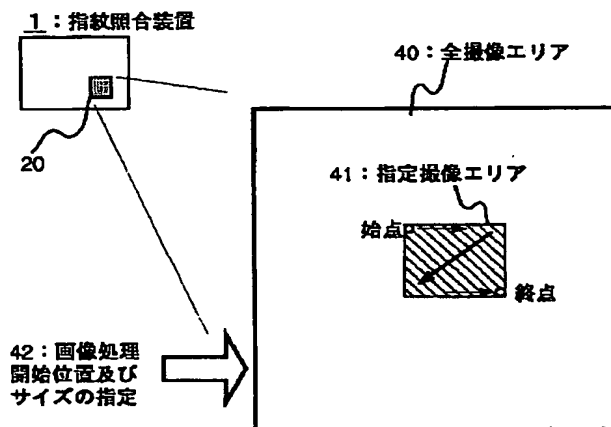 1：指紋照合装置
40：全撮像エリア
20
41：指定撮像エリア
始点
終点
42：画像処理
開始位置及び
サイズの指定